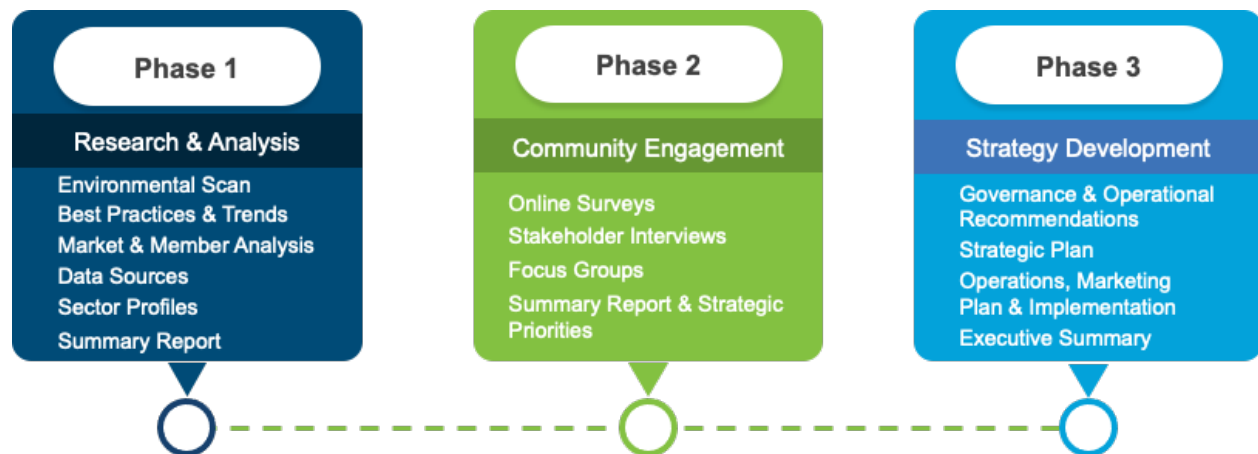 Phase 1
Research & Analysis
Environmental Scan
Best Practices & Trends
Market & Member Analysis
Data Sources
Sector Profiles
Summary Report
Phase 2
Community Engagement
Online Surveys
Stakeholder Interviews
Focus Groups
Summary Report & Strategic
Priorities
Phase 3
Strategy Development
Governance & Operational
Recommendations
Strategic Plan
Operations, Marketing
Plan & Implementation
Executive Summary